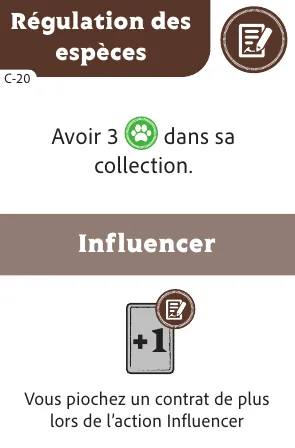 Régulation des
espèces
C-20
Avoir 3 dans sa
collection.
Influencer
+1
Vous piochez un contrat de plus
lors de l'action Influencer